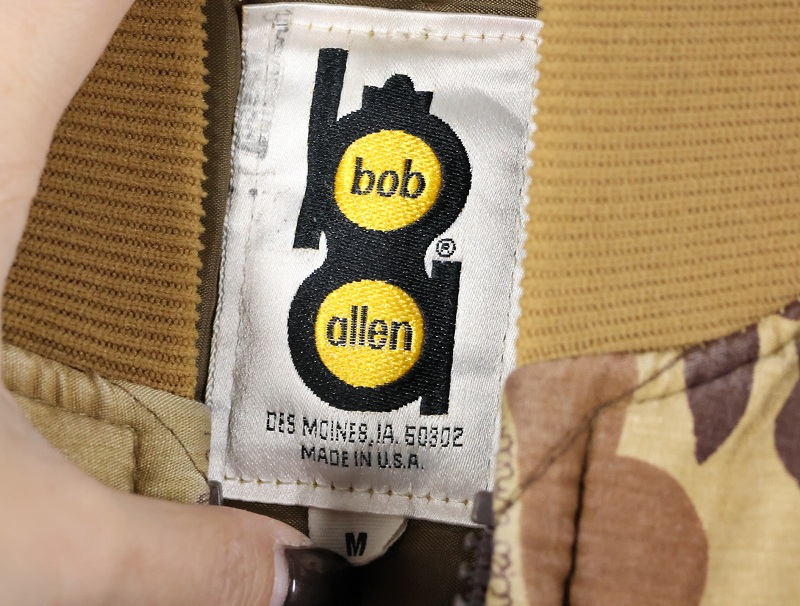 bob
®
allen
DES MOINES, IA. 50302
MADE IN U.S.A.
M